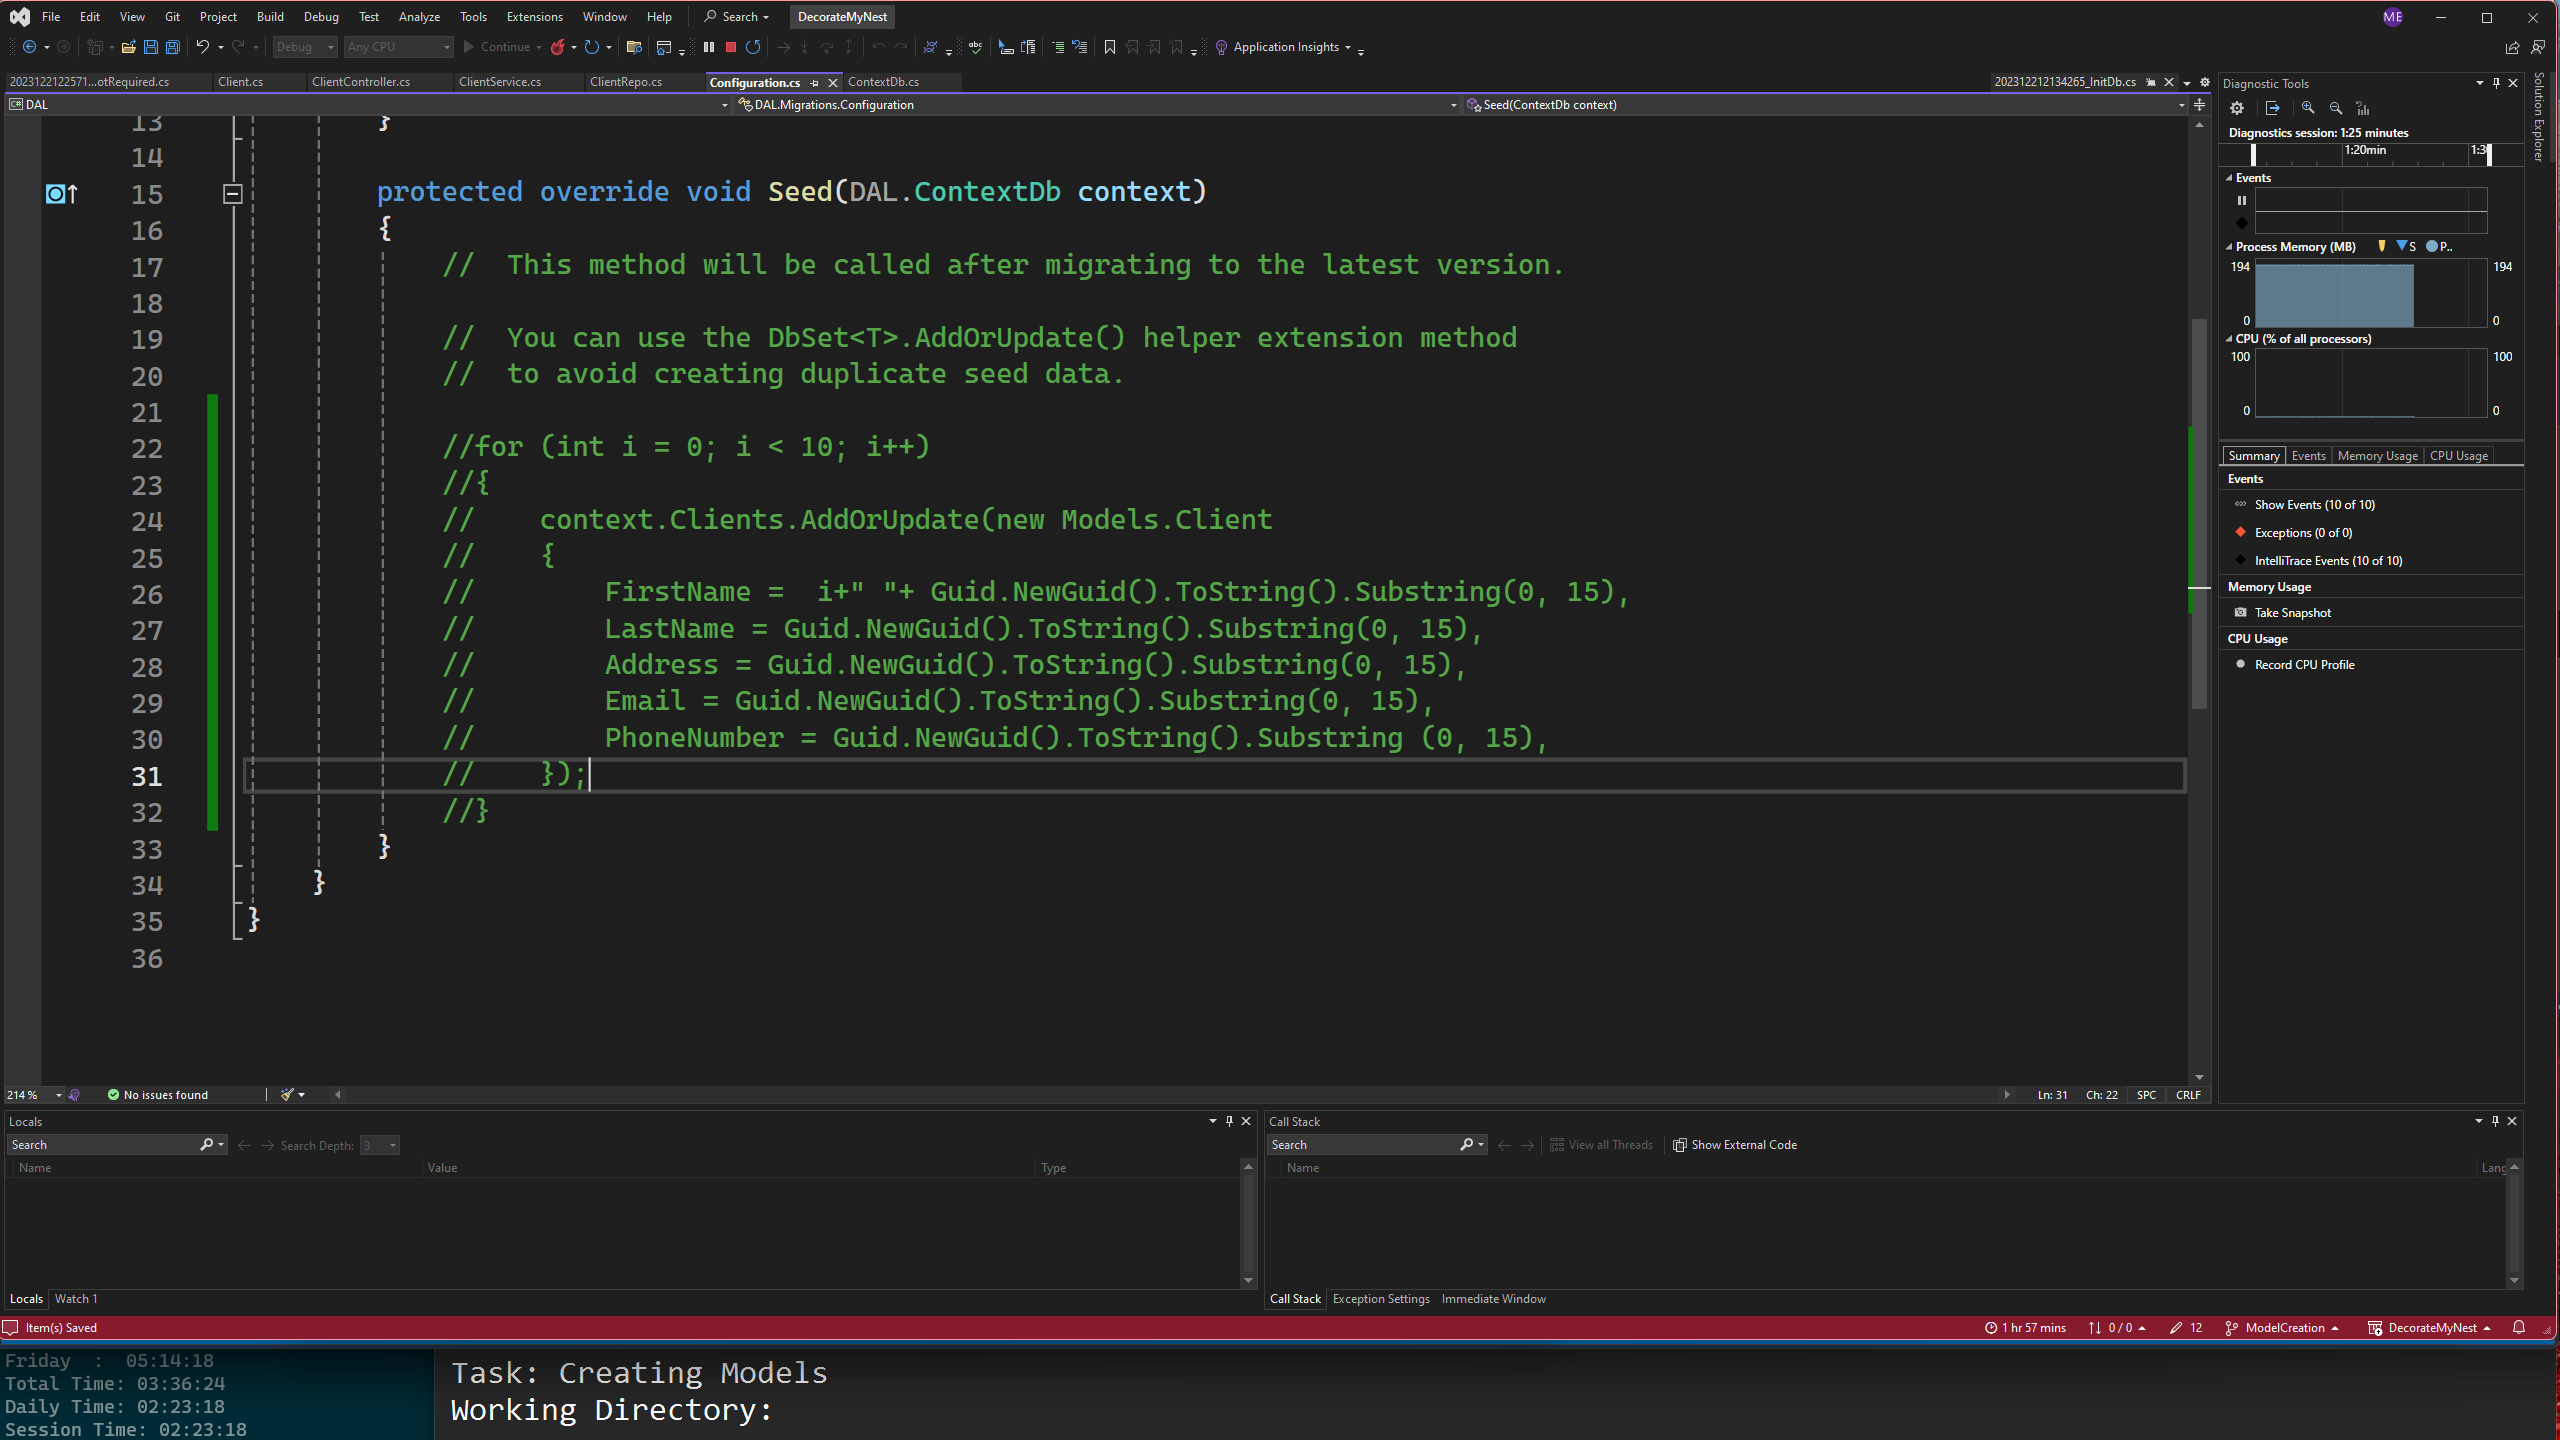 File Edit View Git Project Build Debug Test Analyze Tools Extensions Window Help Search DecorateMyNest ME
Debug Any CPU Continue Application Insights
2023122122571...otRequired.cs Client.cs ClientController.cs ClientService.cs ClientRepo.cs Configuration.cs ContextDb.cs 202312212134265_InitDb.cs
DAL DAL.Migrations.Configuration Seed(ContextDb context)
13 }
14
15 protected override void Seed(DAL.ContextDb context)
16 {
17 //  This method will be called after migrating to the latest version.
18
19 //  You can use the DbSet<T>.AddOrUpdate() helper extension method
20 //  to avoid creating duplicate seed data.
21
22 //for (int i = 0; i < 10; i++)
23 //{
24 //    context.Clients.AddOrUpdate(new Models.Client
25 //    {
26 //        FirstName =  i+" "+ Guid.NewGuid().ToString().Substring(0, 15),
27 //        LastName = Guid.NewGuid().ToString().Substring(0, 15),
28 //        Address = Guid.NewGuid().ToString().Substring(0, 15),
29 //        Email = Guid.NewGuid().ToString().Substring(0, 15),
30 //        PhoneNumber = Guid.NewGuid().ToString().Substring (0, 15),
31 //    });
32 //}
33 }
34 }
35 }
36
214 % No issues found Ln: 31 Ch: 22 SPC CRLF
Diagnostic Tools
Diagnostics session: 1:25 minutes
1:20min 1:3
Events
Process Memory (MB) S P..
194 194
0 0
CPU (% of all processors)
100 100
0 0
Summary Events Memory Usage CPU Usage
Events
Show Events (10 of 10)
Exceptions (0 of 0)
IntelliTrace Events (10 of 10)
Memory Usage
Take Snapshot
CPU Usage
Record CPU Profile
Solution Explorer
Locals
Search Search Depth: 3
Name Value Type
Locals Watch 1
Call Stack
Search View all Threads Show External Code
Name Lang
Call Stack Exception Settings Immediate Window
Item(s) Saved 1 hr 57 mins 0 / 0 12 ModelCreation DecorateMyNest
Friday  :  05:14:18
Total Time: 03:36:24
Daily Time: 02:23:18
Session Time: 02:23:18
Task: Creating Models
Working Directory: